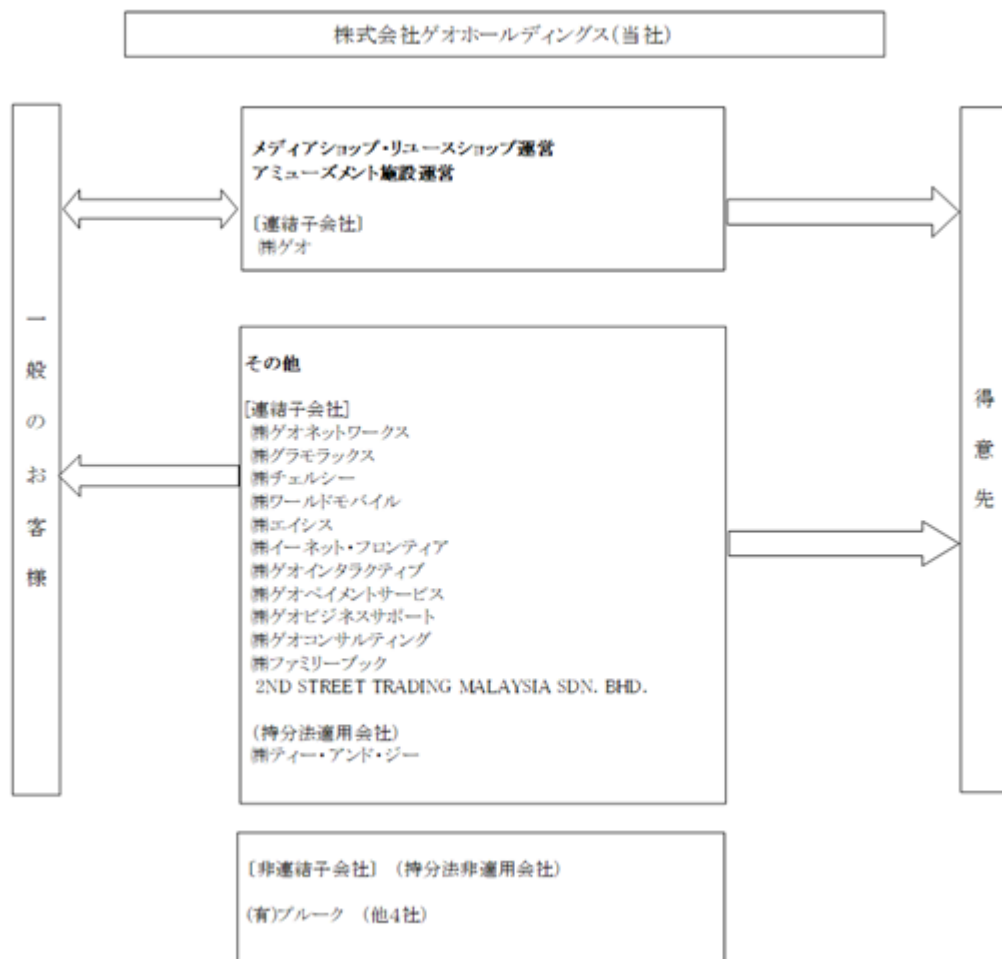 株式会社ゲオホールディングス(当社)
一般のお客様
メディアショップ・リユースショップ運営
アミューズメント施設運営
〔連結子会社〕
㈱ゲオ
その他
[連結子会社]
㈱ゲオネットワークス
㈱グラモラックス
㈱チェルシー
㈱ワールドモバイル
㈱エイシス
㈱イーネット・フロンティア
㈱ゲオインタラクティブ
㈱ゲオペイメントサービス
㈱ゲオビジネスサポート
㈱ゲオコンサルティング
㈱ファミリーブック
2ND STREET TRADING MALAYSIA SDN. BHD.
(持分法適用会社)
㈱ティー・アンド・ジー
得意先
〔非連結子会社〕 (持分法非適用会社)
(有)ブルーク (他4社)